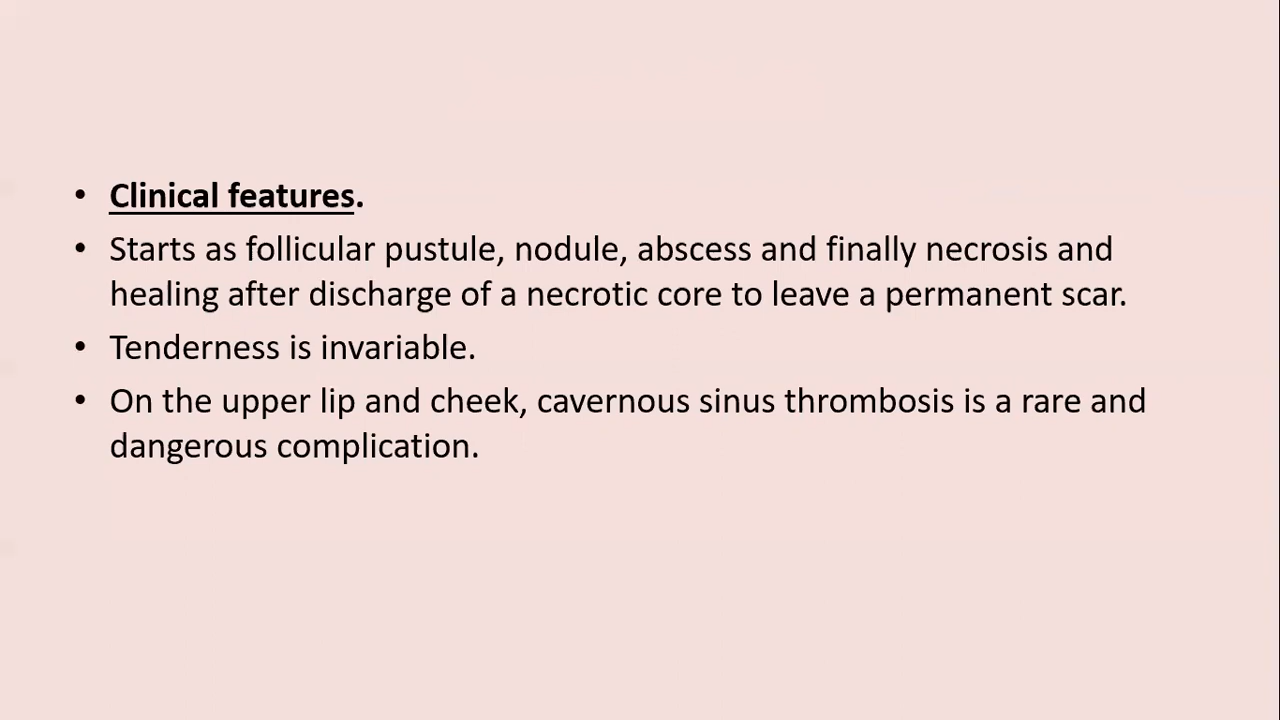 • Clinical features.
• Starts as follicular pustule, nodule, abscess and finally necrosis and
healing after discharge of a necrotic core to leave a permanent scar.
• Tenderness is invariable.
• On the upper lip and cheek, cavernous sinus thrombosis is a rare and
dangerous complication.